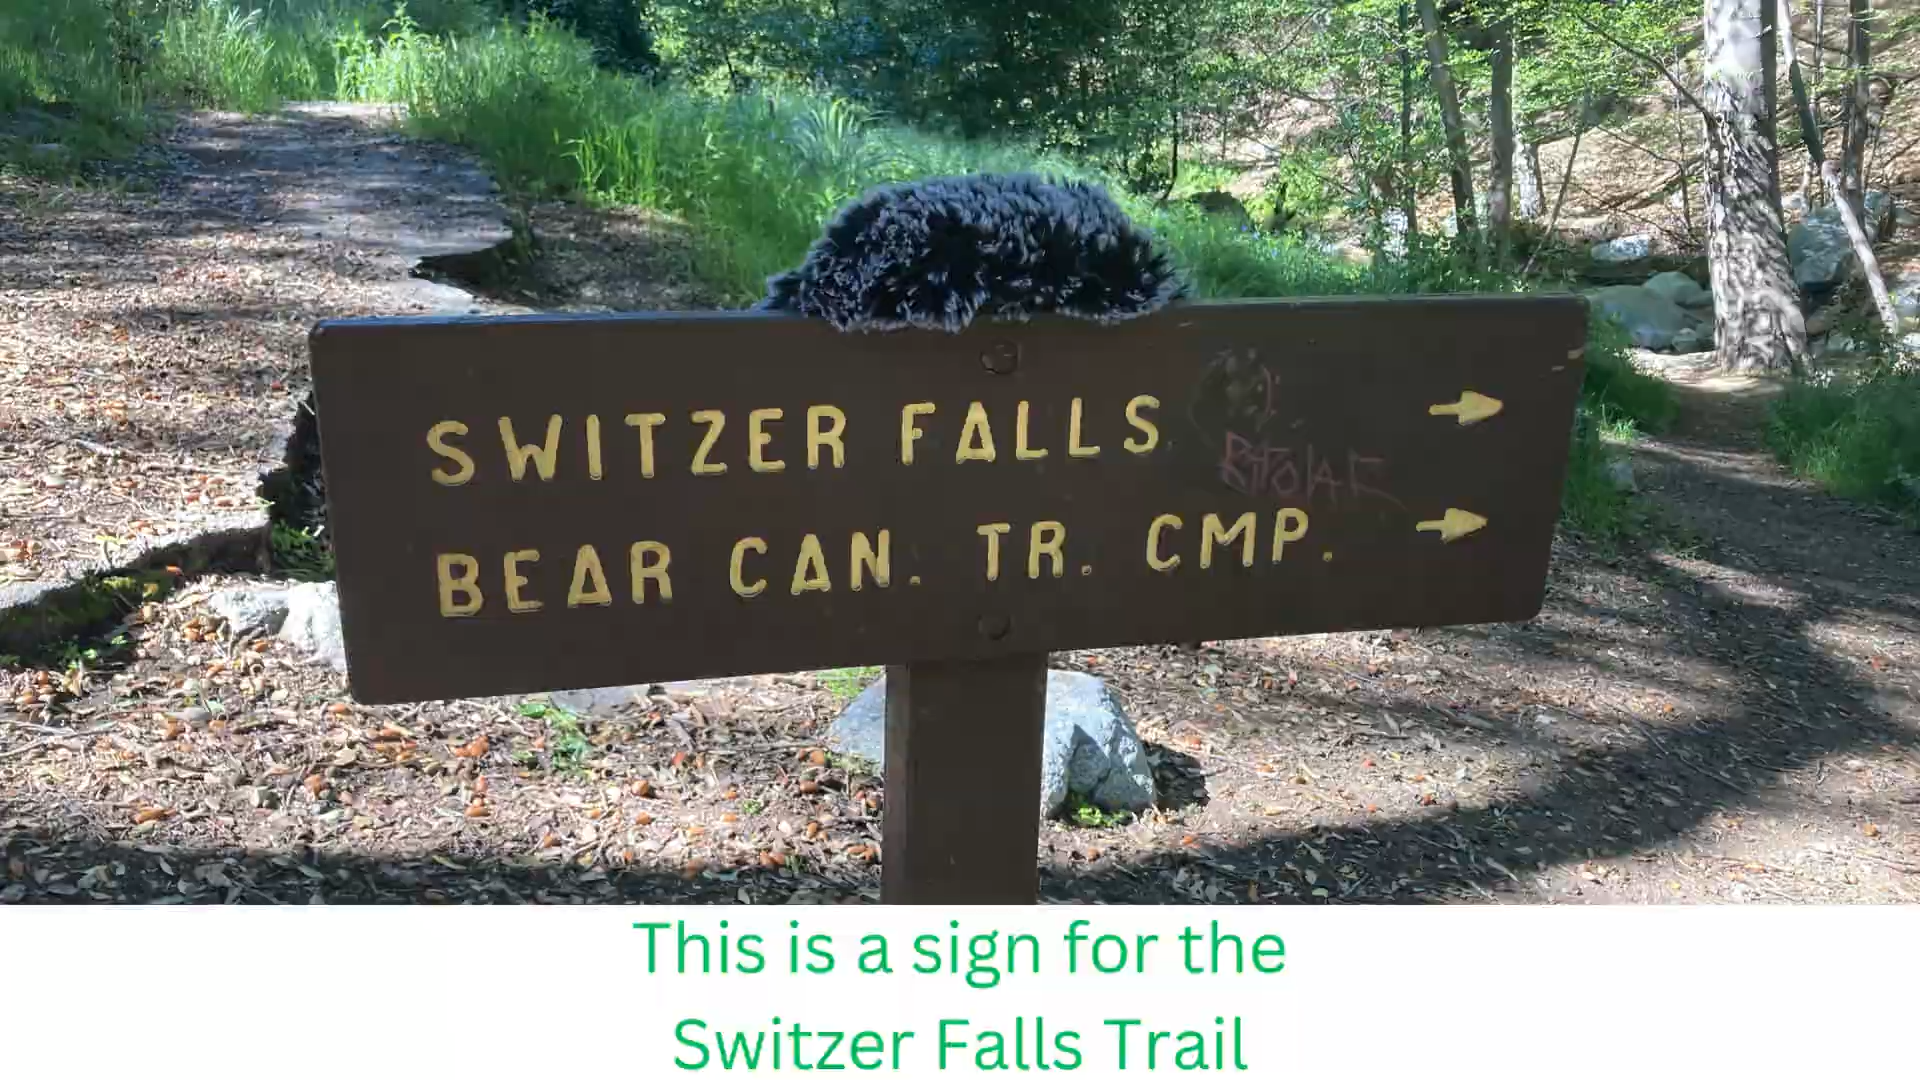 SWITZER FALLS
BEAR CAN. TR. CMP.
This is a sign for the
Switzer Falls Trail